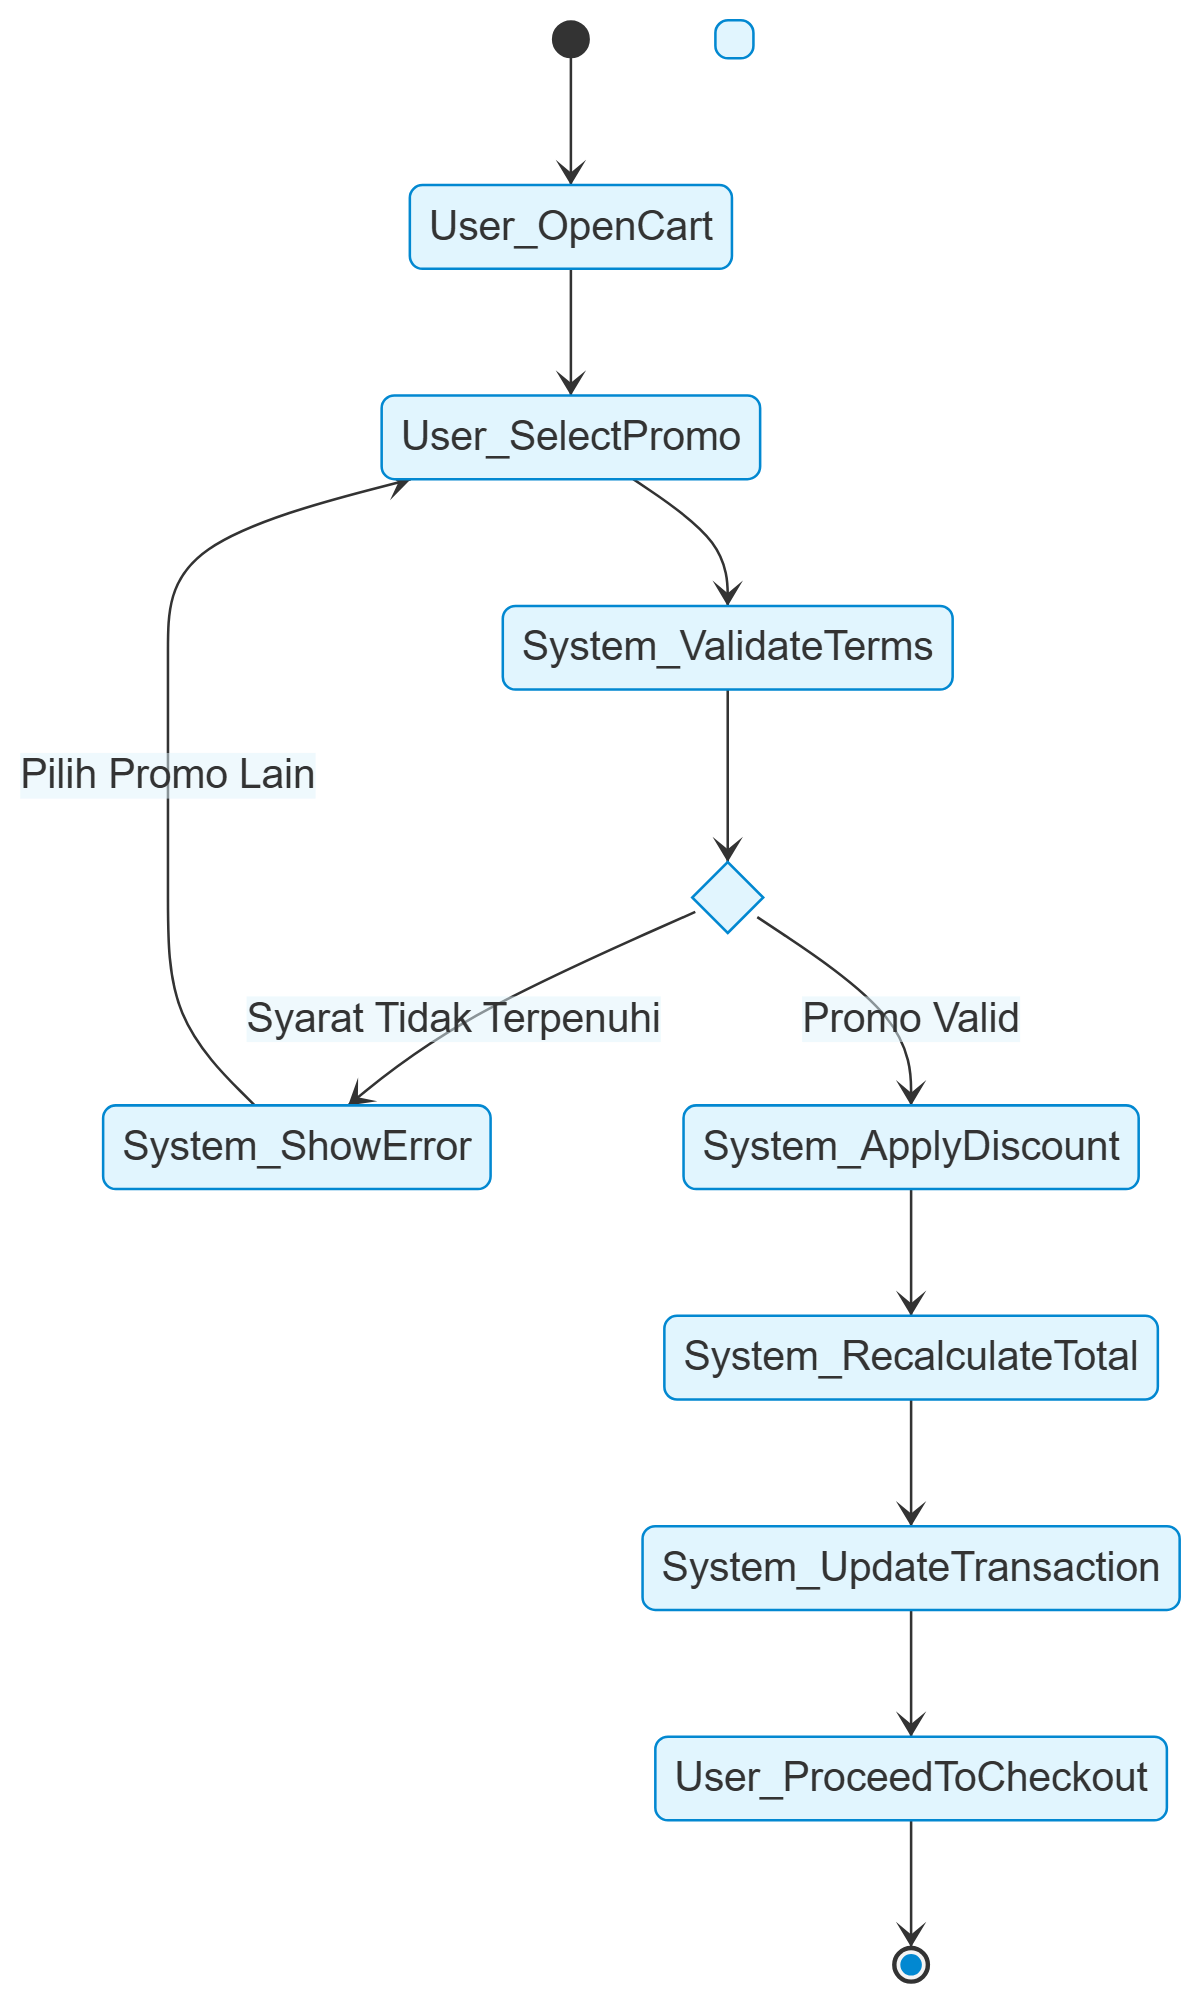 User_OpenCart
User_SelectPromo
System_ValidateTerms
Pilih Promo Lain
Syarat Tidak Terpenuhi
Promo Valid
System_ShowError
System_ApplyDiscount
System_RecalculateTotal
System_UpdateTransaction
User_ProceedToCheckout